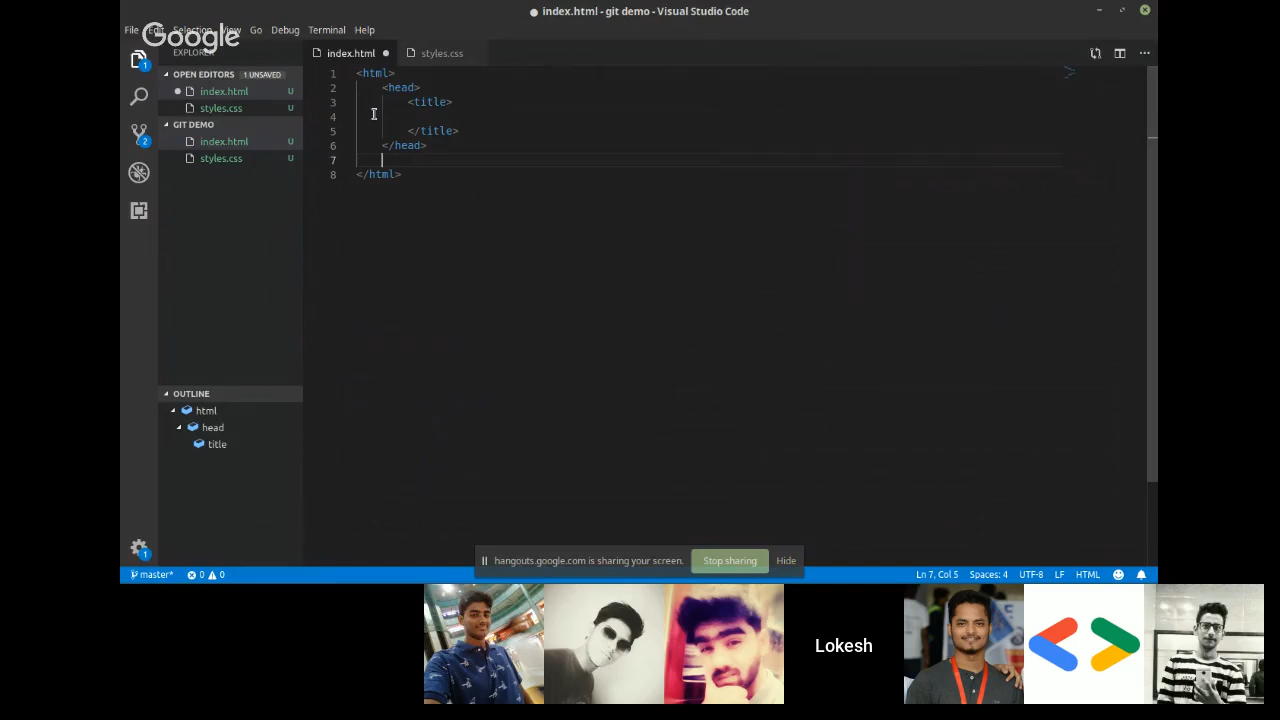 index.html - git demo - Visual Studio Code
File Edit Selection View Go Debug Terminal Help
Google
EXPLORER
index.html
styles.css
1
OPEN EDITORS 1 UNSAVED
index.html U
styles.css U
GIT DEMO
2
index.html U
styles.css U
1 <html>
2 <head>
3 <title>
4
5 </title>
6 </head>
7
8 </html>
OUTLINE
html
head
title
1
hangouts.google.com is sharing your screen. Stop sharing Hide
master* 0 0 Ln 7, Col 5 Spaces: 4 UTF-8 LF HTML
Lokesh